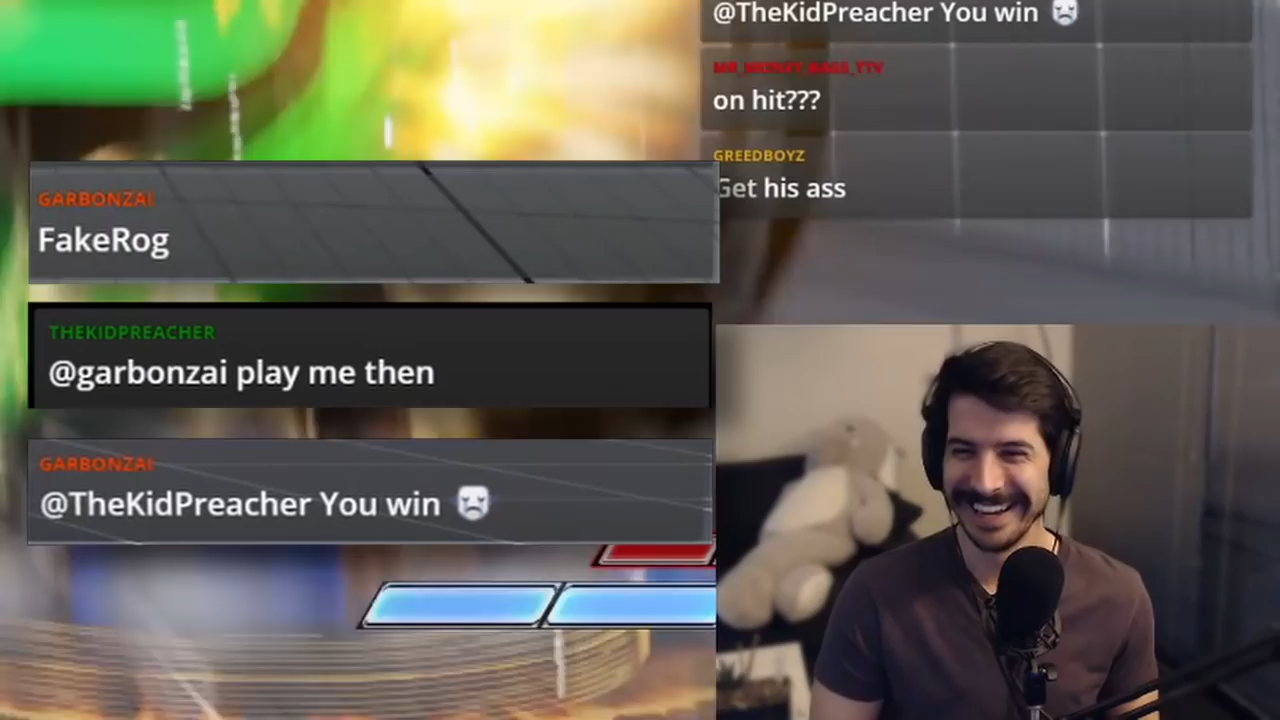 @TheKidPreacher You win
MR_MONEY_BAGS_TTV
on hit???
GREEDBOYZ
Get his ass
GARBONZAI
FakeRog
THEKIDPREACHER
@garbonzai play me then
GARBONZAI
@TheKidPreacher You win